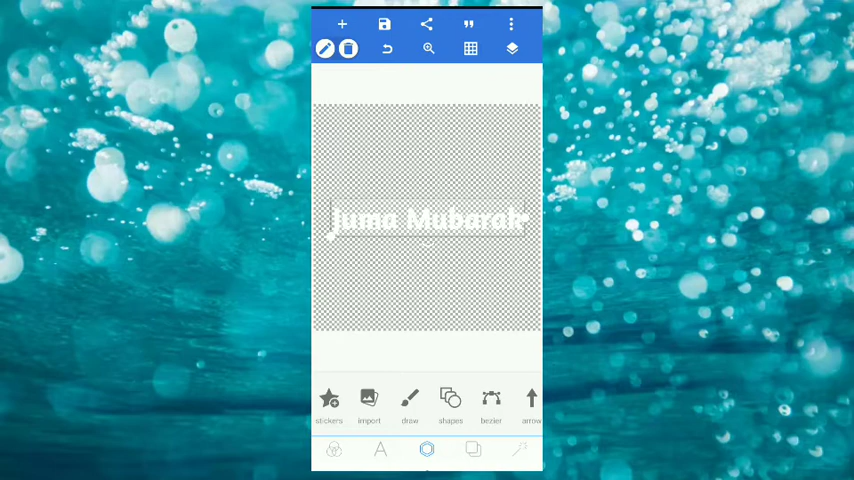 Juma Mubarak
stickers
import
draw
shapes
bezier
arrow